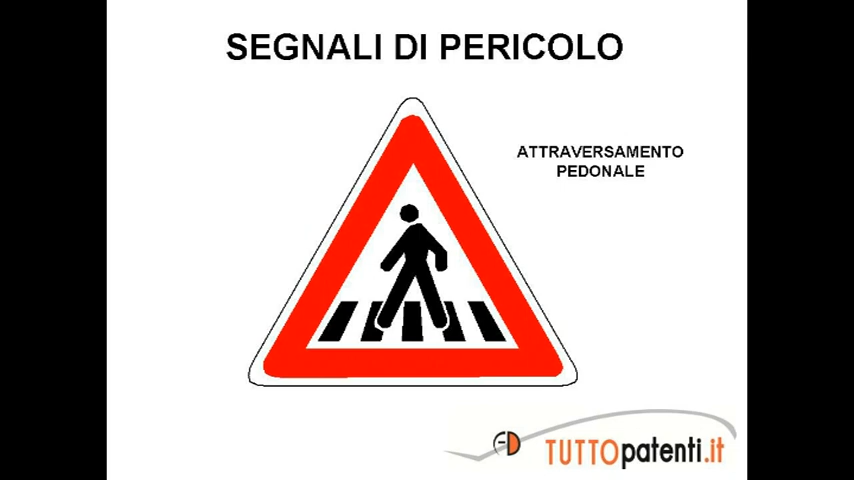 SEGNALI DI PERICOLO
ATTRAVERSAMENTO
PEDONALE
TUTTOpatenti.it